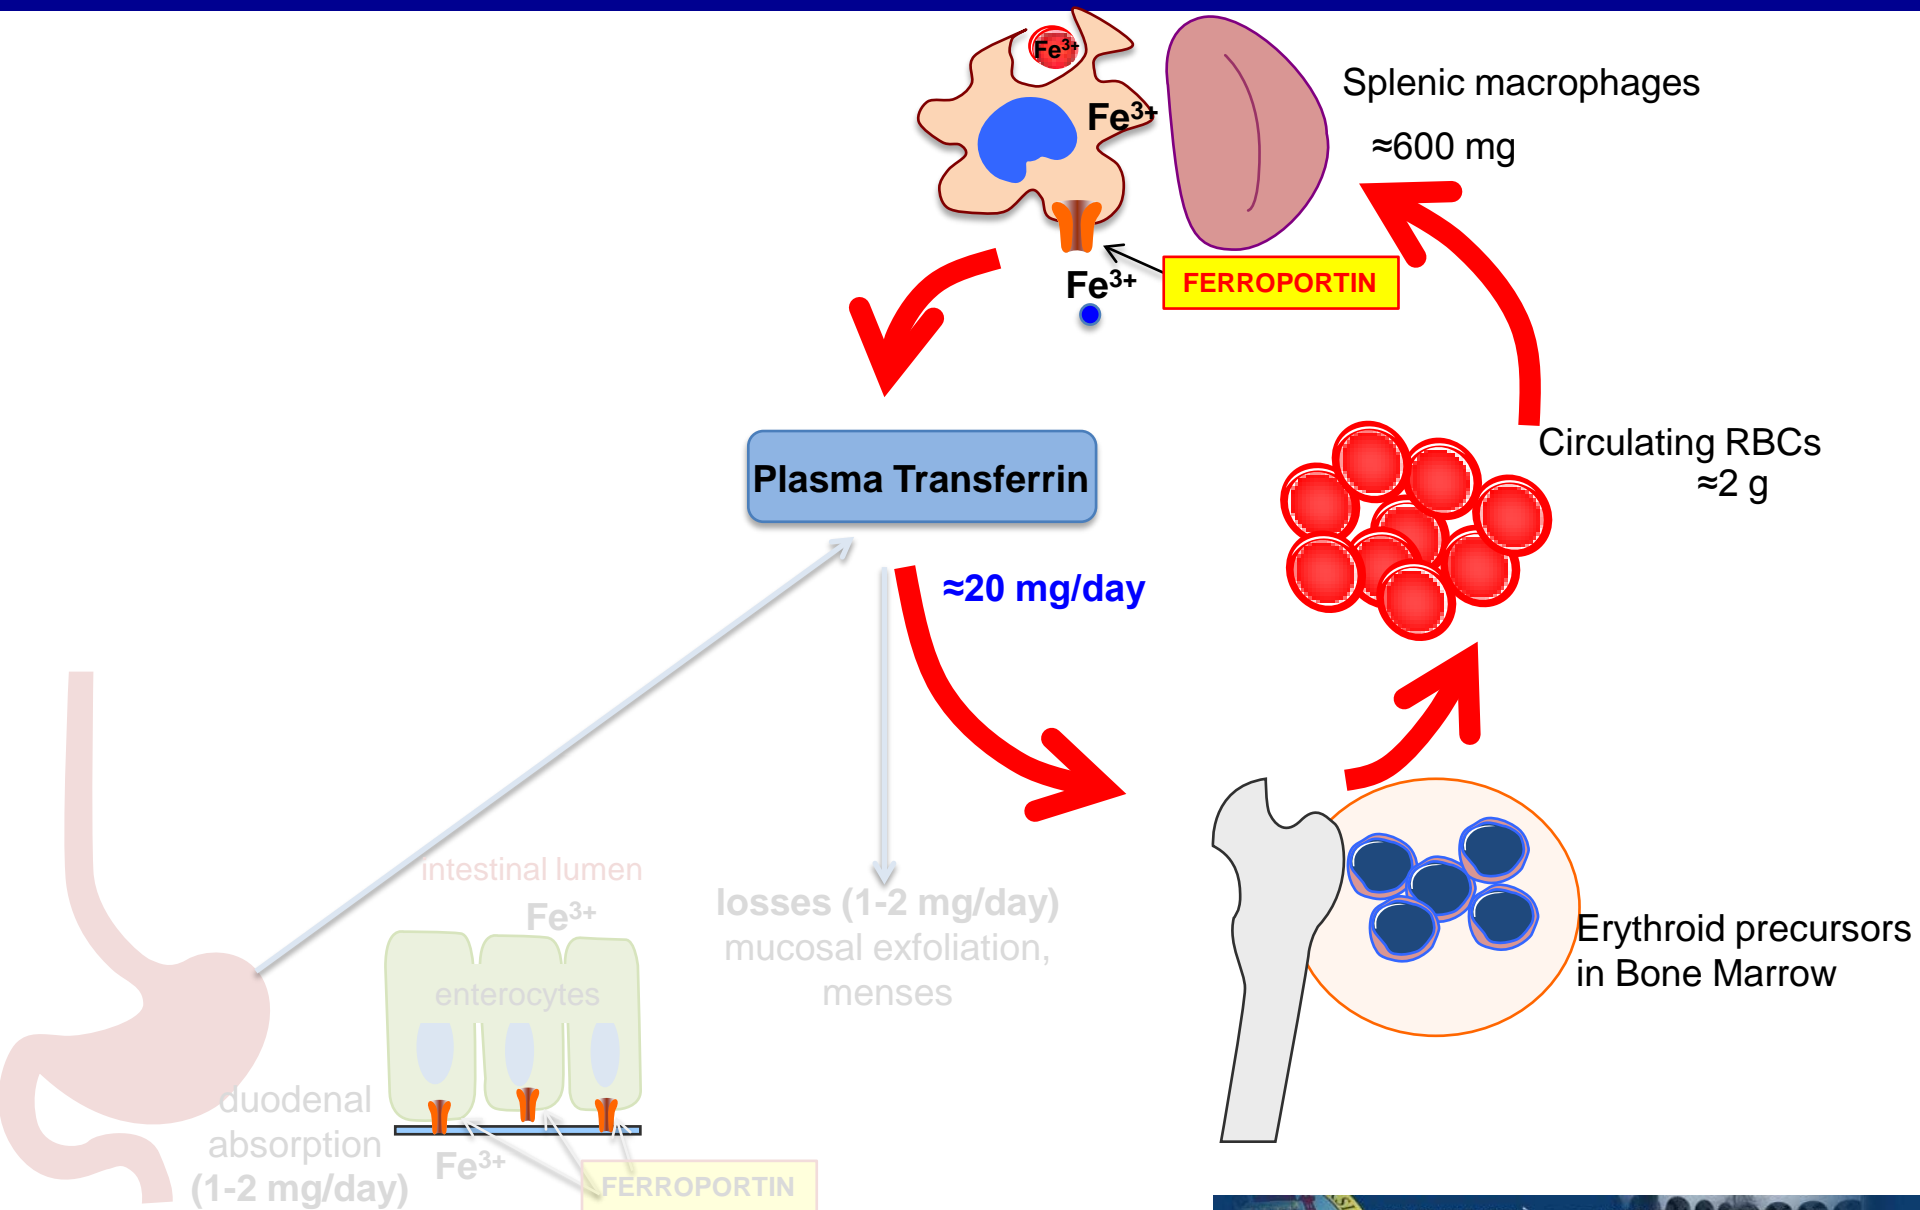 Fe³⁺
Fe³⁺
Splenic macrophages
≈600 mg
Fe³⁺
FERROPORTIN
Plasma Transferrin
Circulating RBCs
≈2 g
≈20 mg/day
intestinal lumen
Fe³⁺
enterocytes
losses (1-2 mg/day)
mucosal exfoliation,
menses
Erythroid precursors
in Bone Marrow
duodenal
absorption
(1-2 mg/day)
Fe³⁺
FERROPORTIN